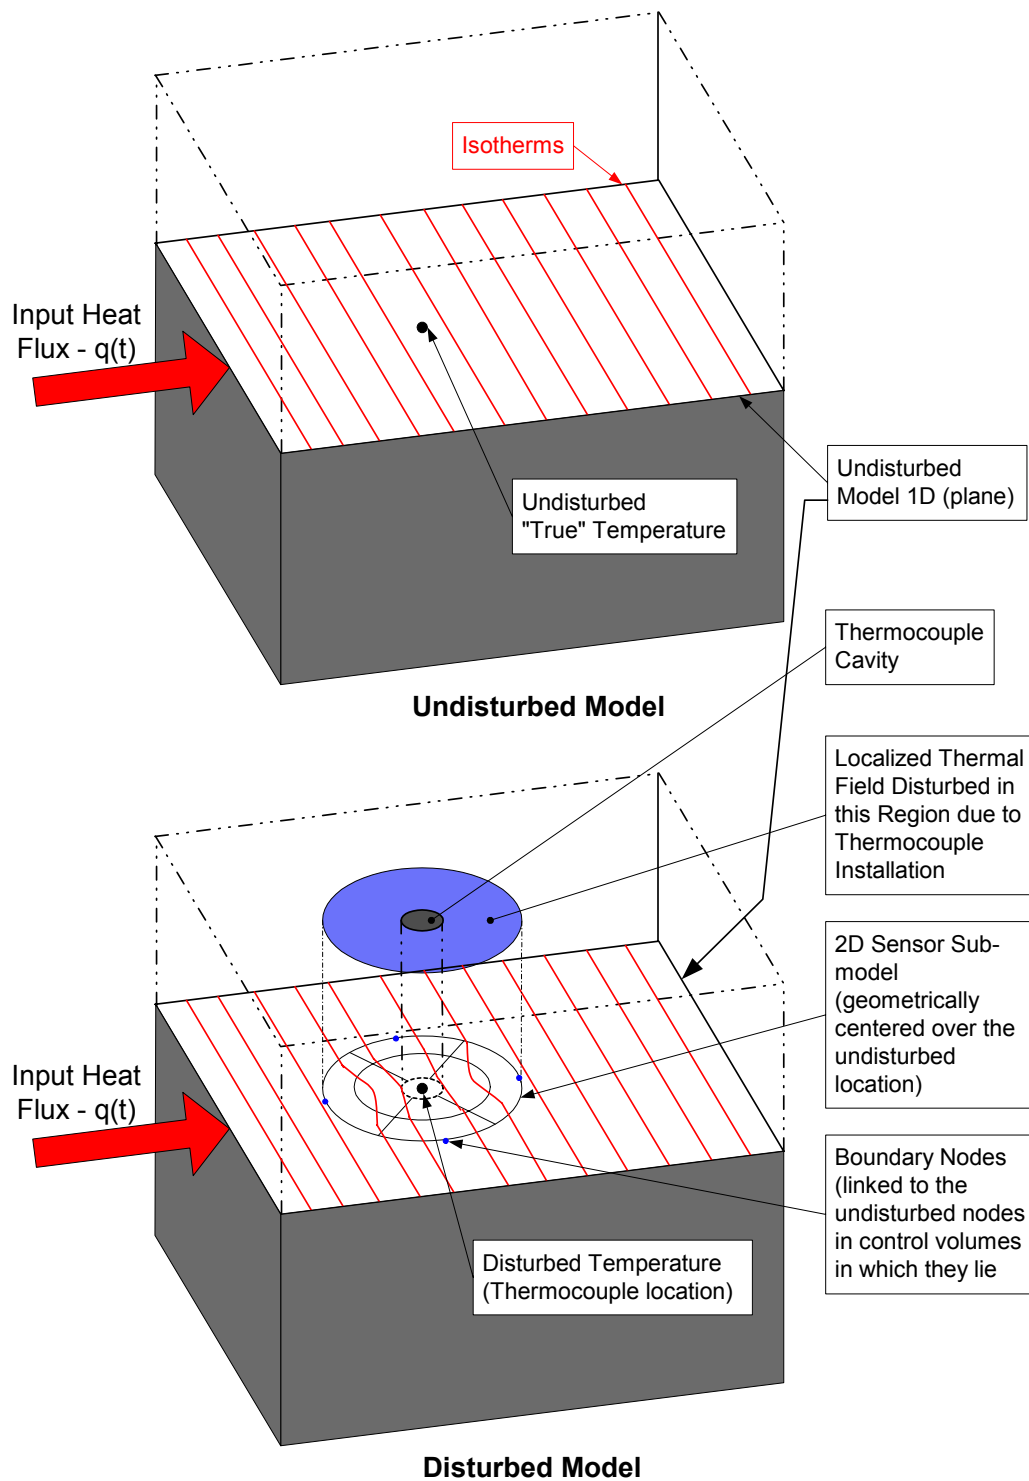 Isotherms
Input Heat
Flux - q(t)
Undisturbed
"True" Temperature
Undisturbed
Model 1D (plane)
Undisturbed Model
Thermocouple
Cavity
Localized Thermal
Field Disturbed in
this Region due to
Thermocouple
Installation
2D Sensor Sub-
model
(geometrically
centered over the
undisturbed
location)
Input Heat
Flux - q(t)
Boundary Nodes
(linked to the
undisturbed nodes
in control volumes
in which they lie
Disturbed Temperature
(Thermocouple location)
Disturbed Model